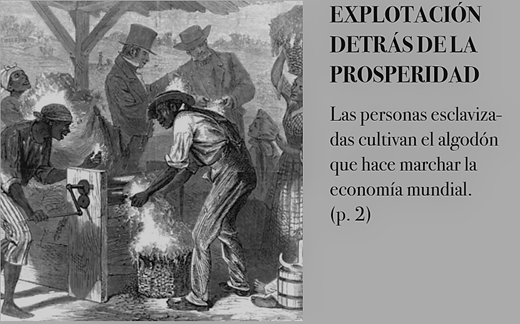 EXPLOTACIÓN
DETRÁS DE LA
PROSPERIDAD
Las personas esclaviza-
das cultivan el algodón
que hace marchar la
economía mundial.
(p. 2)